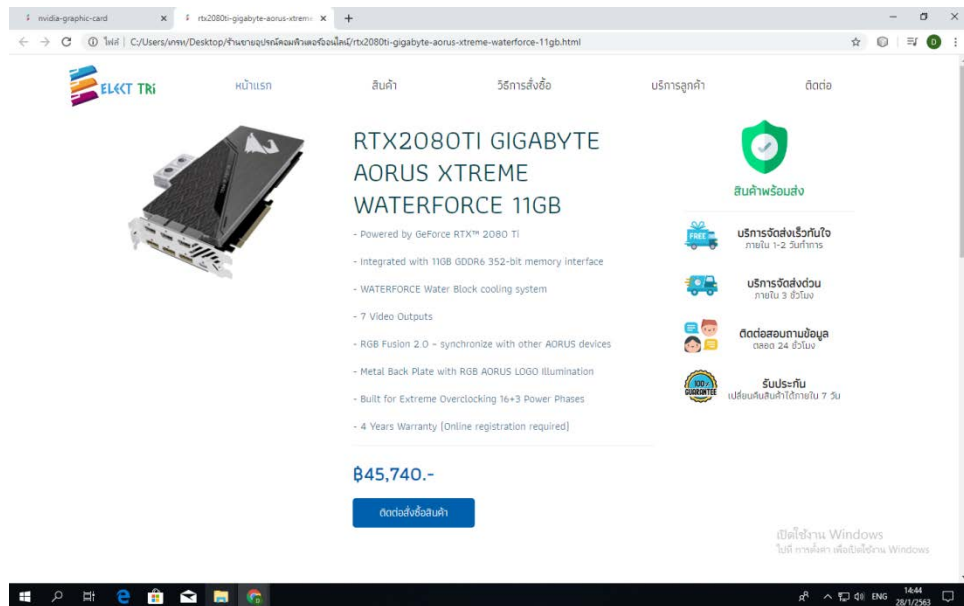 nvidia-graphic-card
rtx2080ti-gigabyte-aorus-xtreme
ไฟล์ | C:/Users/เกรท/Desktop/ร้านขายอุปรณ์คอมพิวเตอร์ออนไลน์/rtx2080ti-gigabyte-aorus-xtreme-waterforce-11gb.html
D
ELECT TRi
หน้าแรก
สินค้า
วิธีการสั่งซื้อ
บริการลูกค้า
ติดต่อ
RTX2080TI GIGABYTE
AORUS XTREME
WATERFORCE 11GB
- Powered by GeForce RTX™ 2080 Ti
- Integrated with 11GB GDDR6 352-bit memory interface
- WATERFORCE Water Block cooling system
- 7 Video Outputs
- RGB Fusion 2.0 – synchronize with other AORUS devices
- Metal Back Plate with RGB AORUS LOGO Illumination
- Built for Extreme Overclocking 16+3 Power Phases
- 4 Years Warranty (Online registration required)
฿45,740.-
ติดต่อสั่งซื้อสินค้า
สินค้าพร้อมส่ง
FREE
บริการจัดส่งเร็วทันใจ
ภายใน 1-2 วันทำการ
บริการจัดส่งด่วน
ภายใน 3 ชั่วโมง
ติดต่อสอบถามข้อมูล
ตลอด 24 ชั่วโมง
100%
GUARANTEE
รับประกัน
เปลี่ยนคืนสินค้าได้ภายใน 7 วัน
เปิดใช้งาน Windows
ไปที่ การตั้งค่า เพื่อเปิดใช้งาน Windows
ENG
14:44
28/1/2563